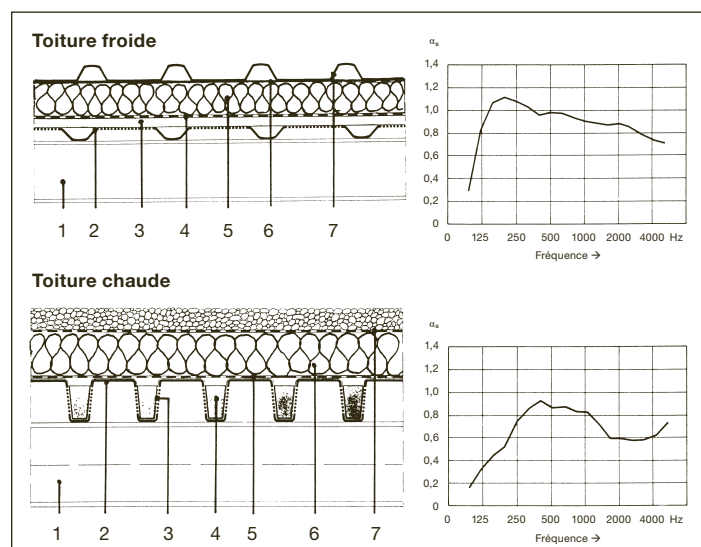 Toiture froide
1 2 3 4 5 6 7
αs
1,4
1,2
1,0
0,8
0,6
0,4
0,2
0
0 125 250 500 1000 2000 4000 Hz
Fréquence →
Toiture chaude
1 2 3 4 5 6 7
αs
1,4
1,2
1,0
0,8
0,6
0,4
0,2
0
0 125 250 500 1000 2000 4000 Hz
Fréquence →